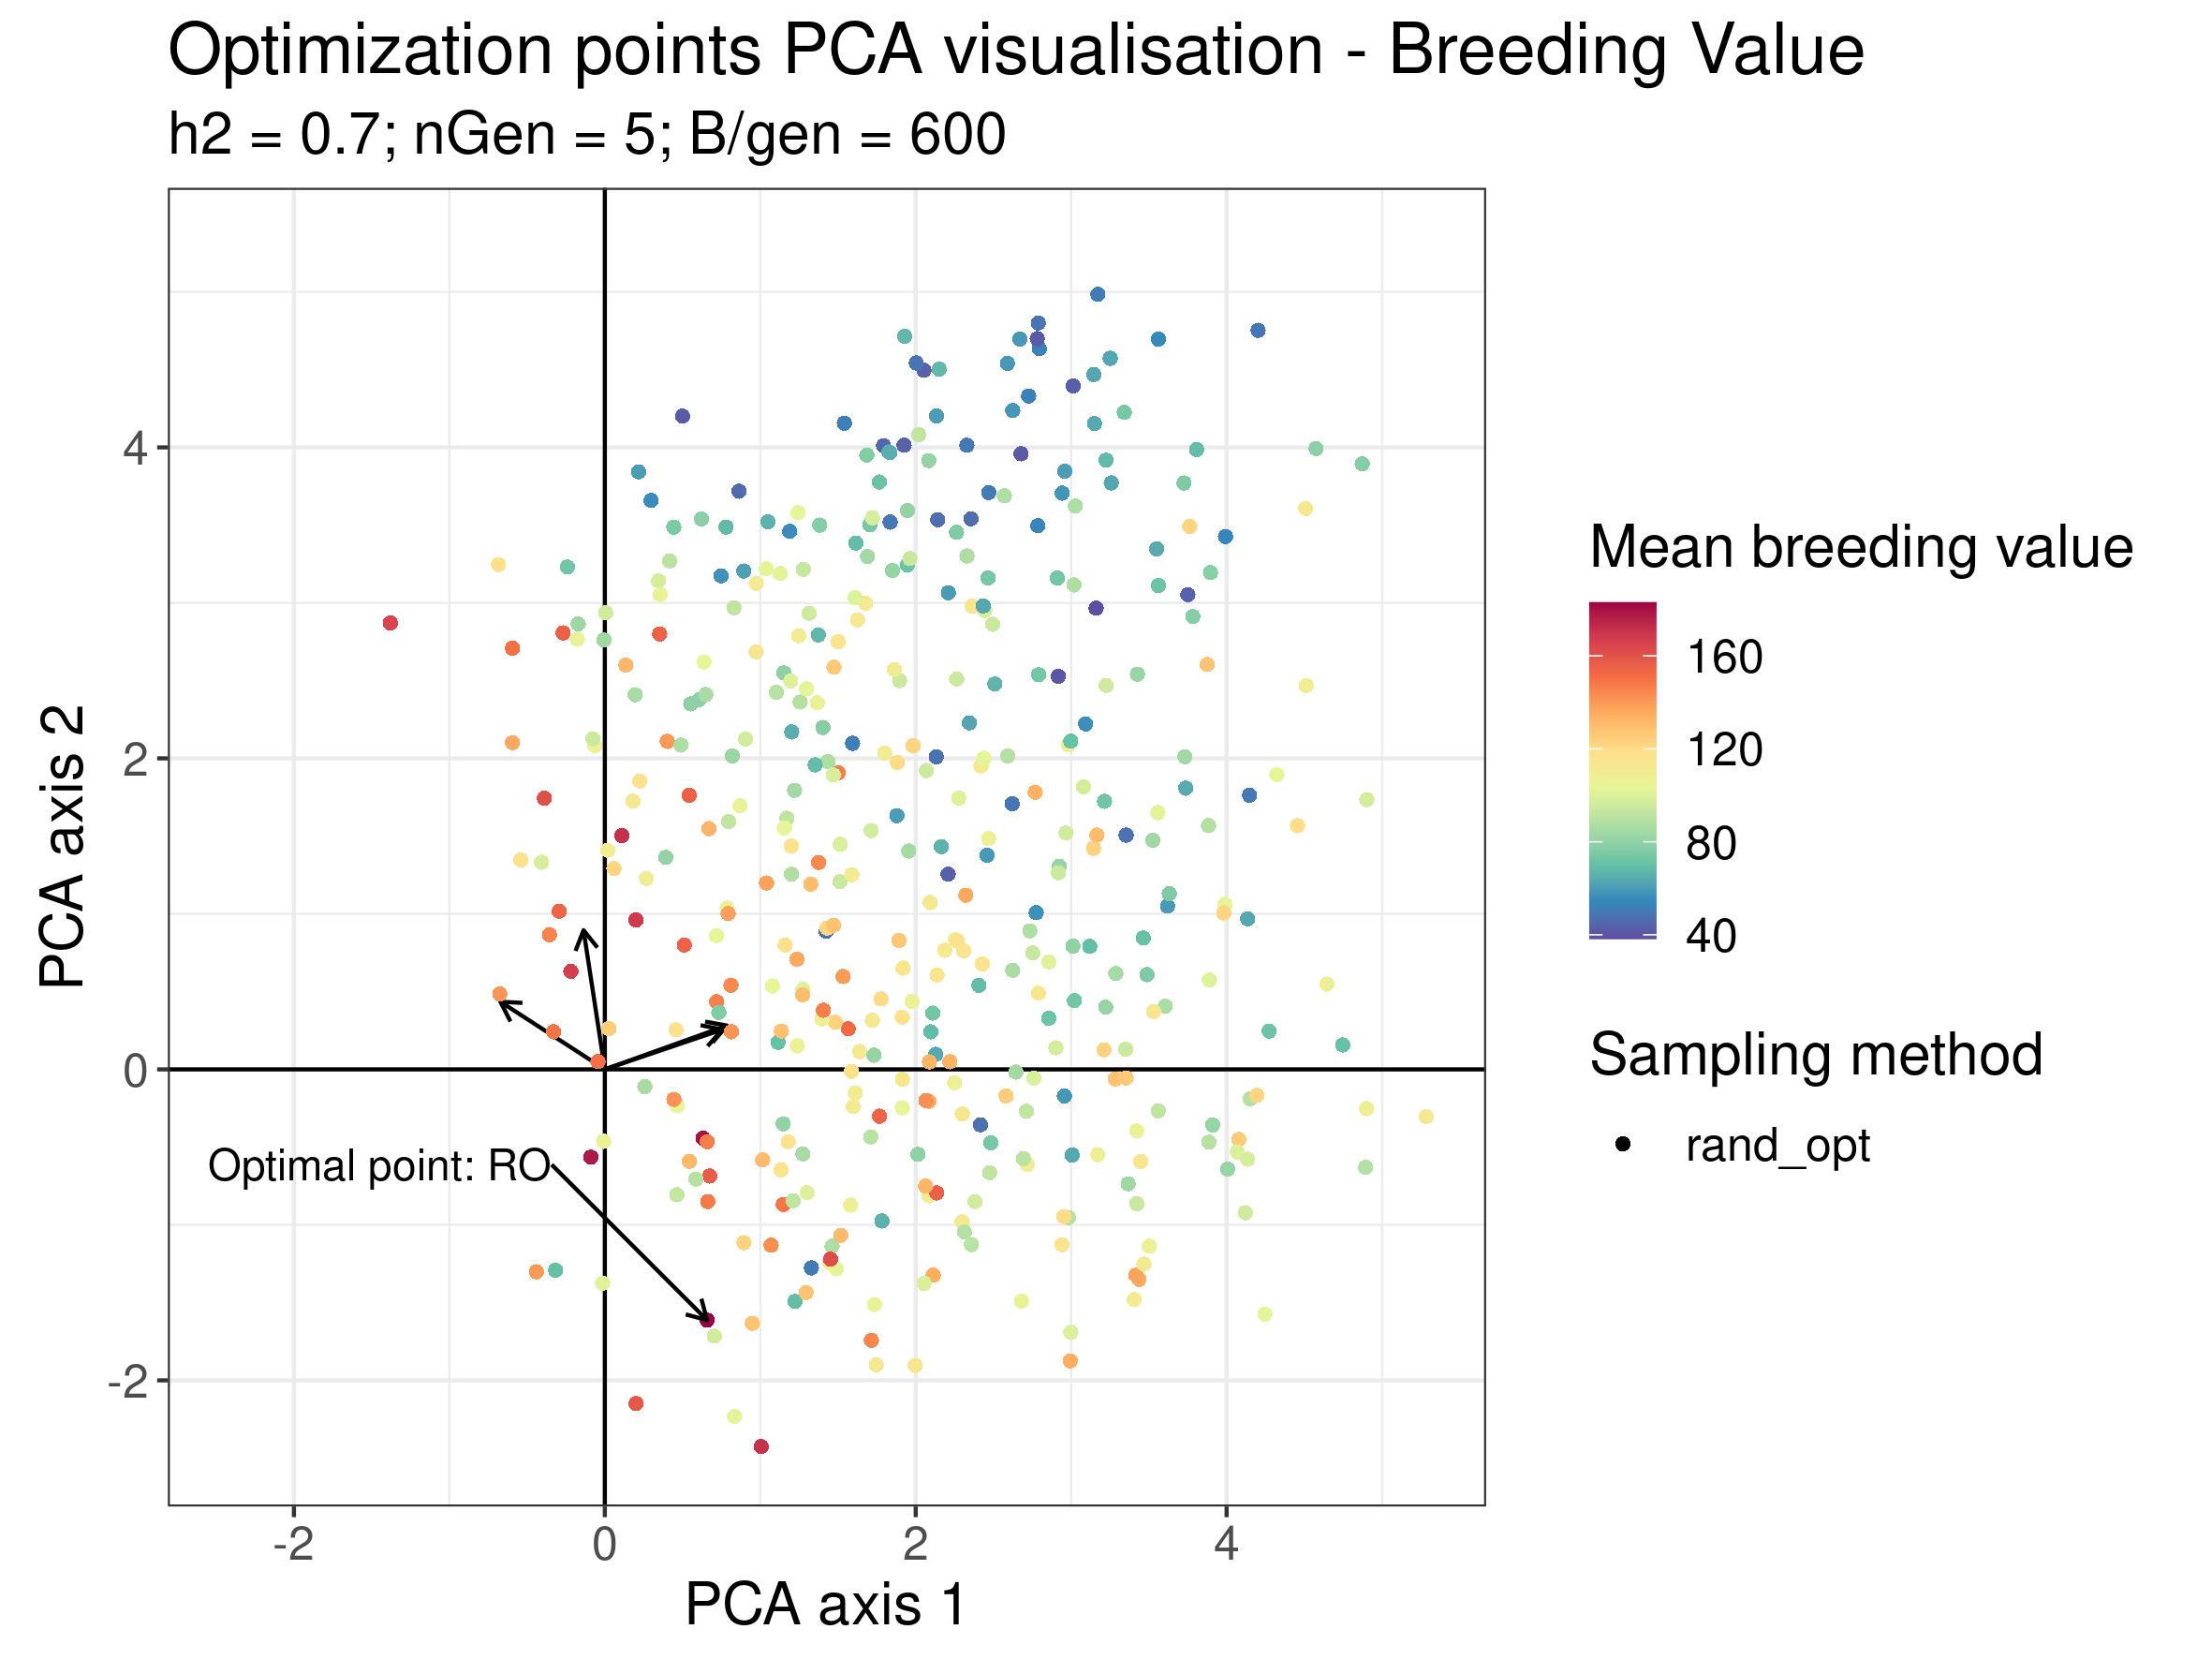 Optimization points PCA visualisation - Breeding Value
h2 = 0.7; nGen = 5; B/gen = 600
PCA axis 2
4
2
0
-2
Optimal point: RO
-2
0
2
4
PCA axis 1
Mean breeding value
160
120
80
40
Sampling method
rand_opt